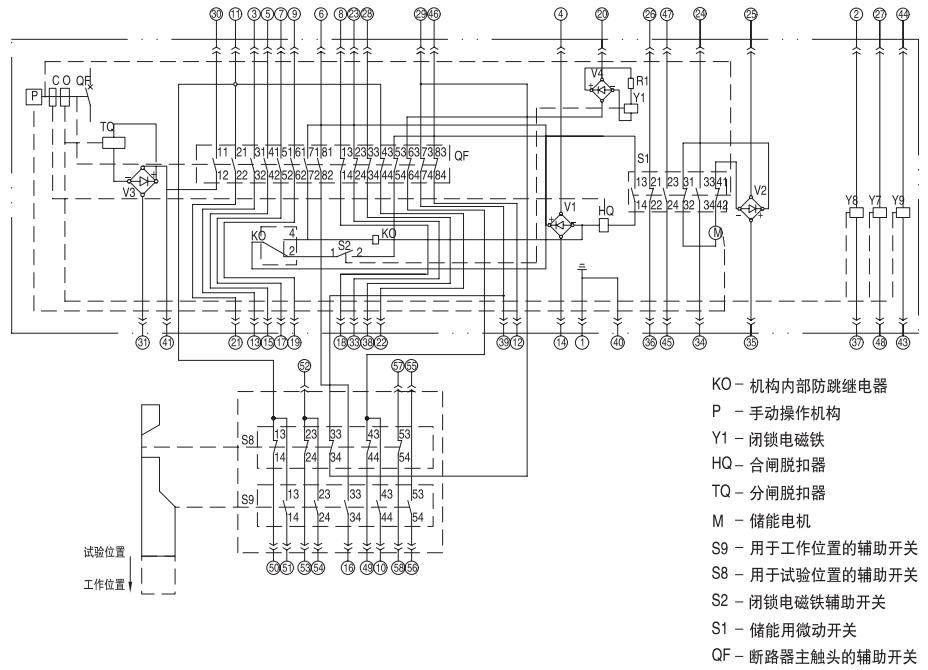 30 11 3 5 7 9 6 8 23 28 29 46 4 20 26 47 24 25 2 27 44
P C O QF
V4 R1
Y1
TQ
11 21 31 41 51 61 71 81 13 23 33 43 53 63 73 83 QF
12 22 32 42 52 62 72 82 14 24 34 44 54 64 74 84
S1
V3
13 21 23 31 33 41
14 22 24 32 34 42
V2
V1 HQ
Y8 Y7 Y9
M
KO 4 2
KO
1 S2 2
31 41 21 13 15 17 19 18 33 38 22 39 12 14 1 40 36 45 34 35 37 48 43
52 57 55
S8
13 23 33 43 53
14 24 34 44 54
S9
13 23 33 43 53
14 24 34 44 54
50 51 53 54 16 49 10 58 56
试验位置
工作位置
KO – 机构内部防跳继电器
P – 手动操作机构
Y1 – 闭锁电磁铁
HQ – 合闸脱扣器
TQ – 分闸脱扣器
M – 储能电机
S9 – 用于工作位置的辅助开关
S8 – 用于试验位置的辅助开关
S2 – 闭锁电磁铁辅助开关
S1 – 储能用微动开关
QF – 断路器主触头的辅助开关